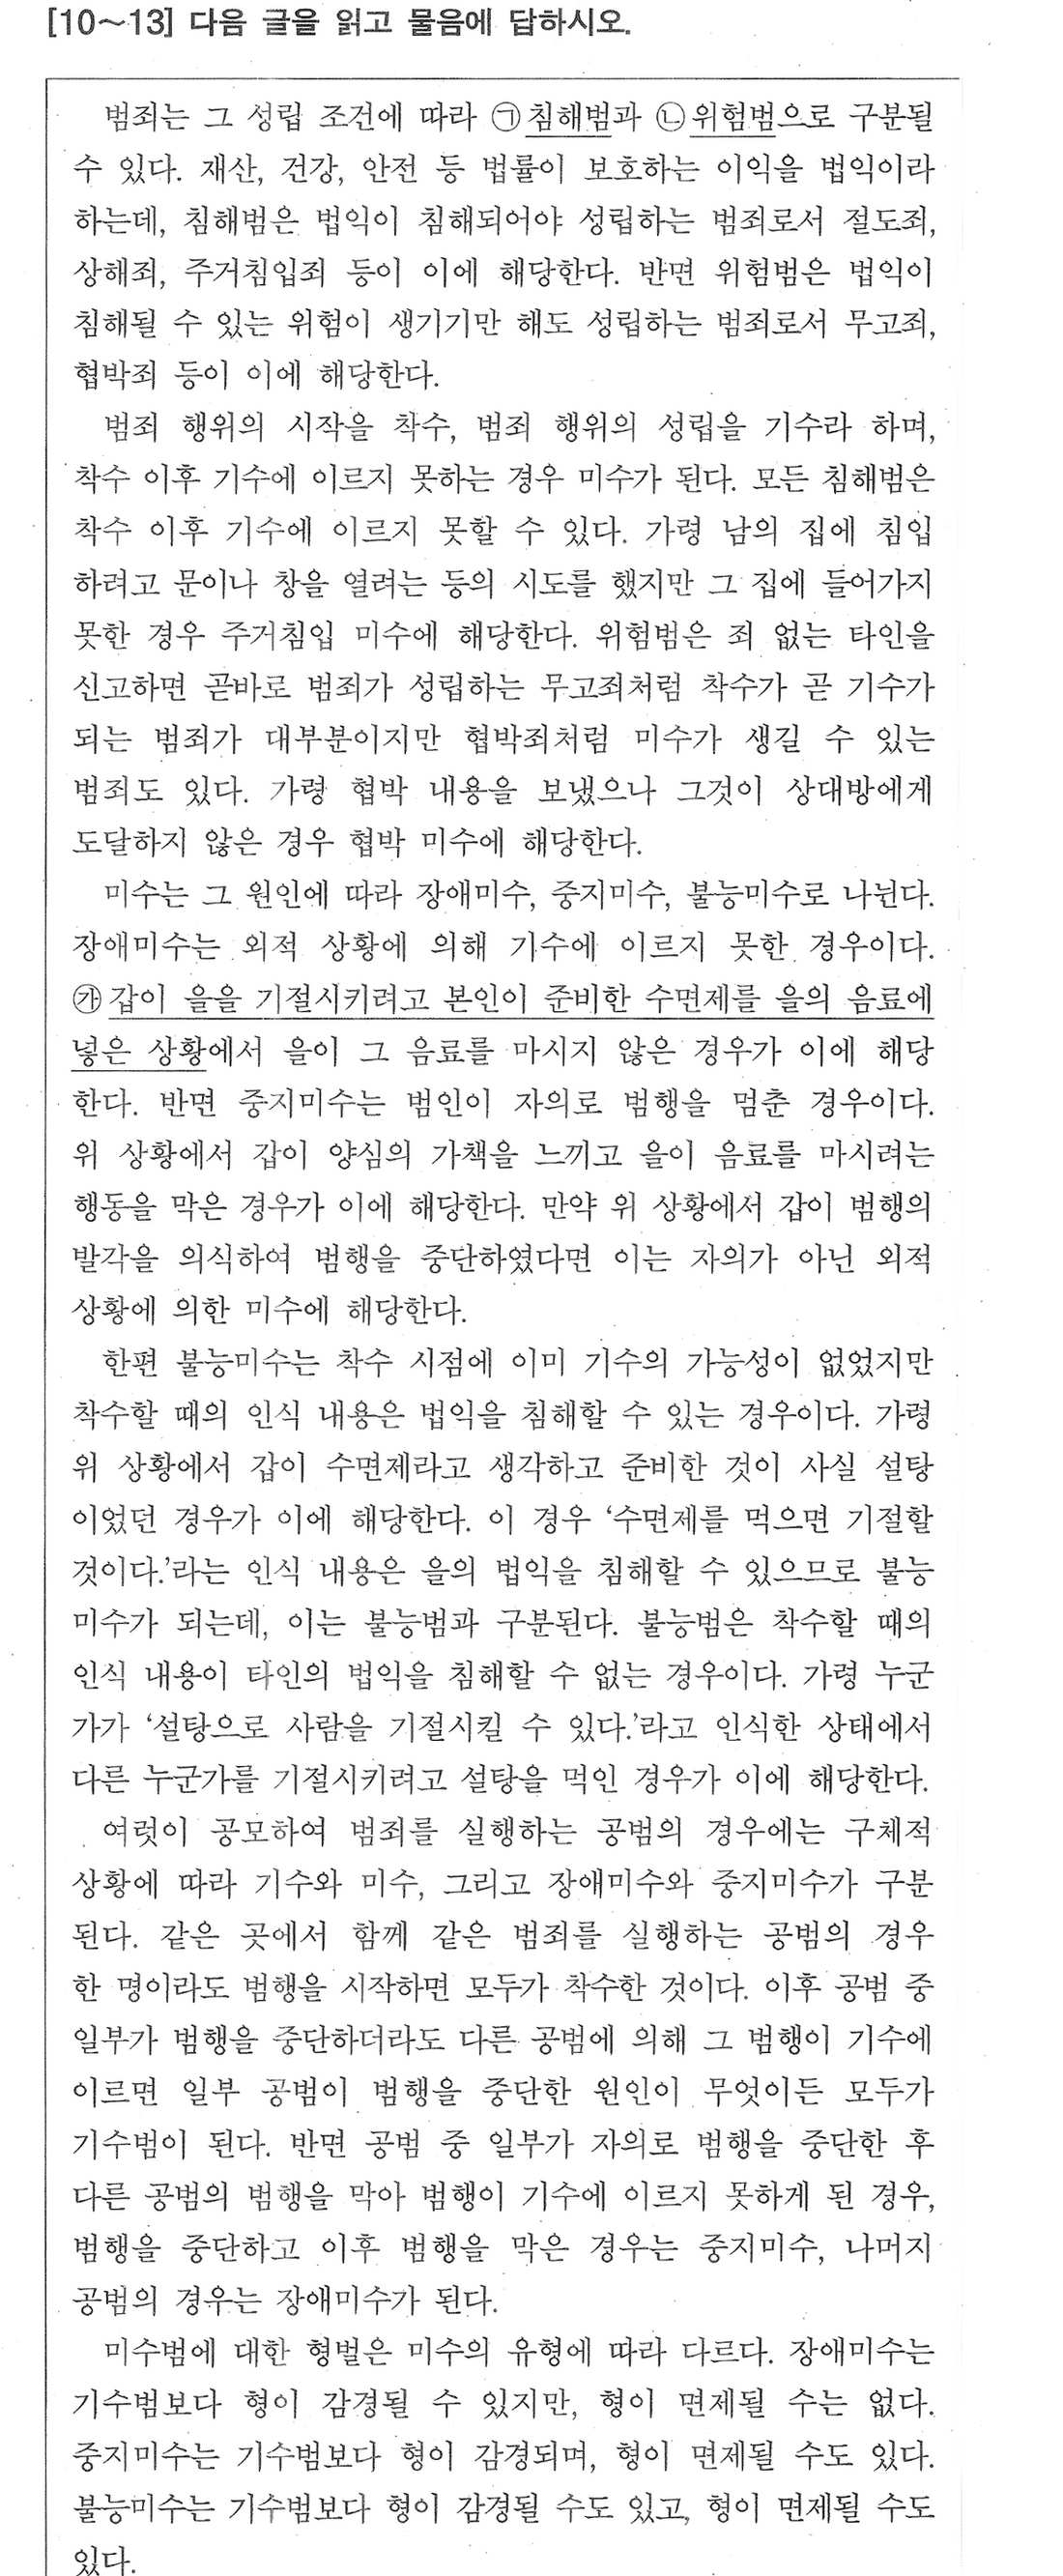 [10～13] 다음 글을 읽고 물음에 답하시오.
범죄는 그 성립 조건에 따라 ㉠침해범과 ㉡위험범으로 구분될
수 있다. 재산, 건강, 안전 등 법률이 보호하는 이익을 법익이라
하는데, 침해범은 법익이 침해되어야 성립하는 범죄로서 절도죄,
상해죄, 주거침입죄 등이 이에 해당한다. 반면 위험범은 법익이
침해될 수 있는 위험이 생기기만 해도 성립하는 범죄로서 무고죄,
협박죄 등이 이에 해당한다.
범죄 행위의 시작을 착수, 범죄 행위의 성립을 기수라 하며,
착수 이후 기수에 이르지 못하는 경우 미수가 된다. 모든 침해범은
착수 이후 기수에 이르지 못할 수 있다. 가령 남의 집에 침입
하려고 문이나 창을 열려는 등의 시도를 했지만 그 집에 들어가지
못한 경우 주거침입 미수에 해당한다. 위험범은 죄 없는 타인을
신고하면 곧바로 범죄가 성립하는 무고죄처럼 착수가 곧 기수가
되는 범죄가 대부분이지만 협박죄처럼 미수가 생길 수 있는
범죄도 있다. 가령 협박 내용을 보냈으나 그것이 상대방에게
도달하지 않은 경우 협박 미수에 해당한다.
미수는 그 원인에 따라 장애미수, 중지미수, 불능미수로 나뉜다.
장애미수는 외적 상황에 의해 기수에 이르지 못한 경우이다.
㉮갑이 을을 기절시키려고 본인이 준비한 수면제를 을의 음료에
넣은 상황에서 을이 그 음료를 마시지 않은 경우가 이에 해당
한다. 반면 중지미수는 범인이 자의로 범행을 멈춘 경우이다.
위 상황에서 갑이 양심의 가책을 느끼고 을이 음료를 마시려는
행동을 막은 경우가 이에 해당한다. 만약 위 상황에서 갑이 범행의
발각을 의식하여 범행을 중단하였다면 이는 자의가 아닌 외적
상황에 의한 미수에 해당한다.
한편 불능미수는 착수 시점에 이미 기수의 가능성이 없었지만
착수할 때의 인식 내용은 법익을 침해할 수 있는 경우이다. 가령
위 상황에서 갑이 수면제라고 생각하고 준비한 것이 사실 설탕
이었던 경우가 이에 해당한다. 이 경우 ‘수면제를 먹으면 기절할
것이다.’라는 인식 내용은 을의 법익을 침해할 수 있으므로 불능
미수가 되는데, 이는 불능범과 구분된다. 불능범은 착수할 때의
인식 내용이 타인의 법익을 침해할 수 없는 경우이다. 가령 누군
가가 ‘설탕으로 사람을 기절시킬 수 있다.’라고 인식한 상태에서
다른 누군가를 기절시키려고 설탕을 먹인 경우가 이에 해당한다.
여럿이 공모하여 범죄를 실행하는 공범의 경우에는 구체적
상황에 따라 기수와 미수, 그리고 장애미수와 중지미수가 구분
된다. 같은 곳에서 함께 같은 범죄를 실행하는 공범의 경우
한 명이라도 범행을 시작하면 모두가 착수한 것이다. 이후 공범 중
일부가 범행을 중단하더라도 다른 공범에 의해 그 범행이 기수에
이르면 일부 공범이 범행을 중단한 원인이 무엇이든 모두가
기수범이 된다. 반면 공범 중 일부가 자의로 범행을 중단한 후
다른 공범의 범행을 막아 범행이 기수에 이르지 못하게 된 경우,
범행을 중단하고 이후 범행을 막은 경우는 중지미수, 나머지
공범의 경우는 장애미수가 된다.
미수범에 대한 형벌은 미수의 유형에 따라 다르다. 장애미수는
기수범보다 형이 감경될 수 있지만, 형이 면제될 수는 없다.
중지미수는 기수범보다 형이 감경되며, 형이 면제될 수도 있다.
불능미수는 기수범보다 형이 감경될 수도 있고, 형이 면제될 수도
있다.